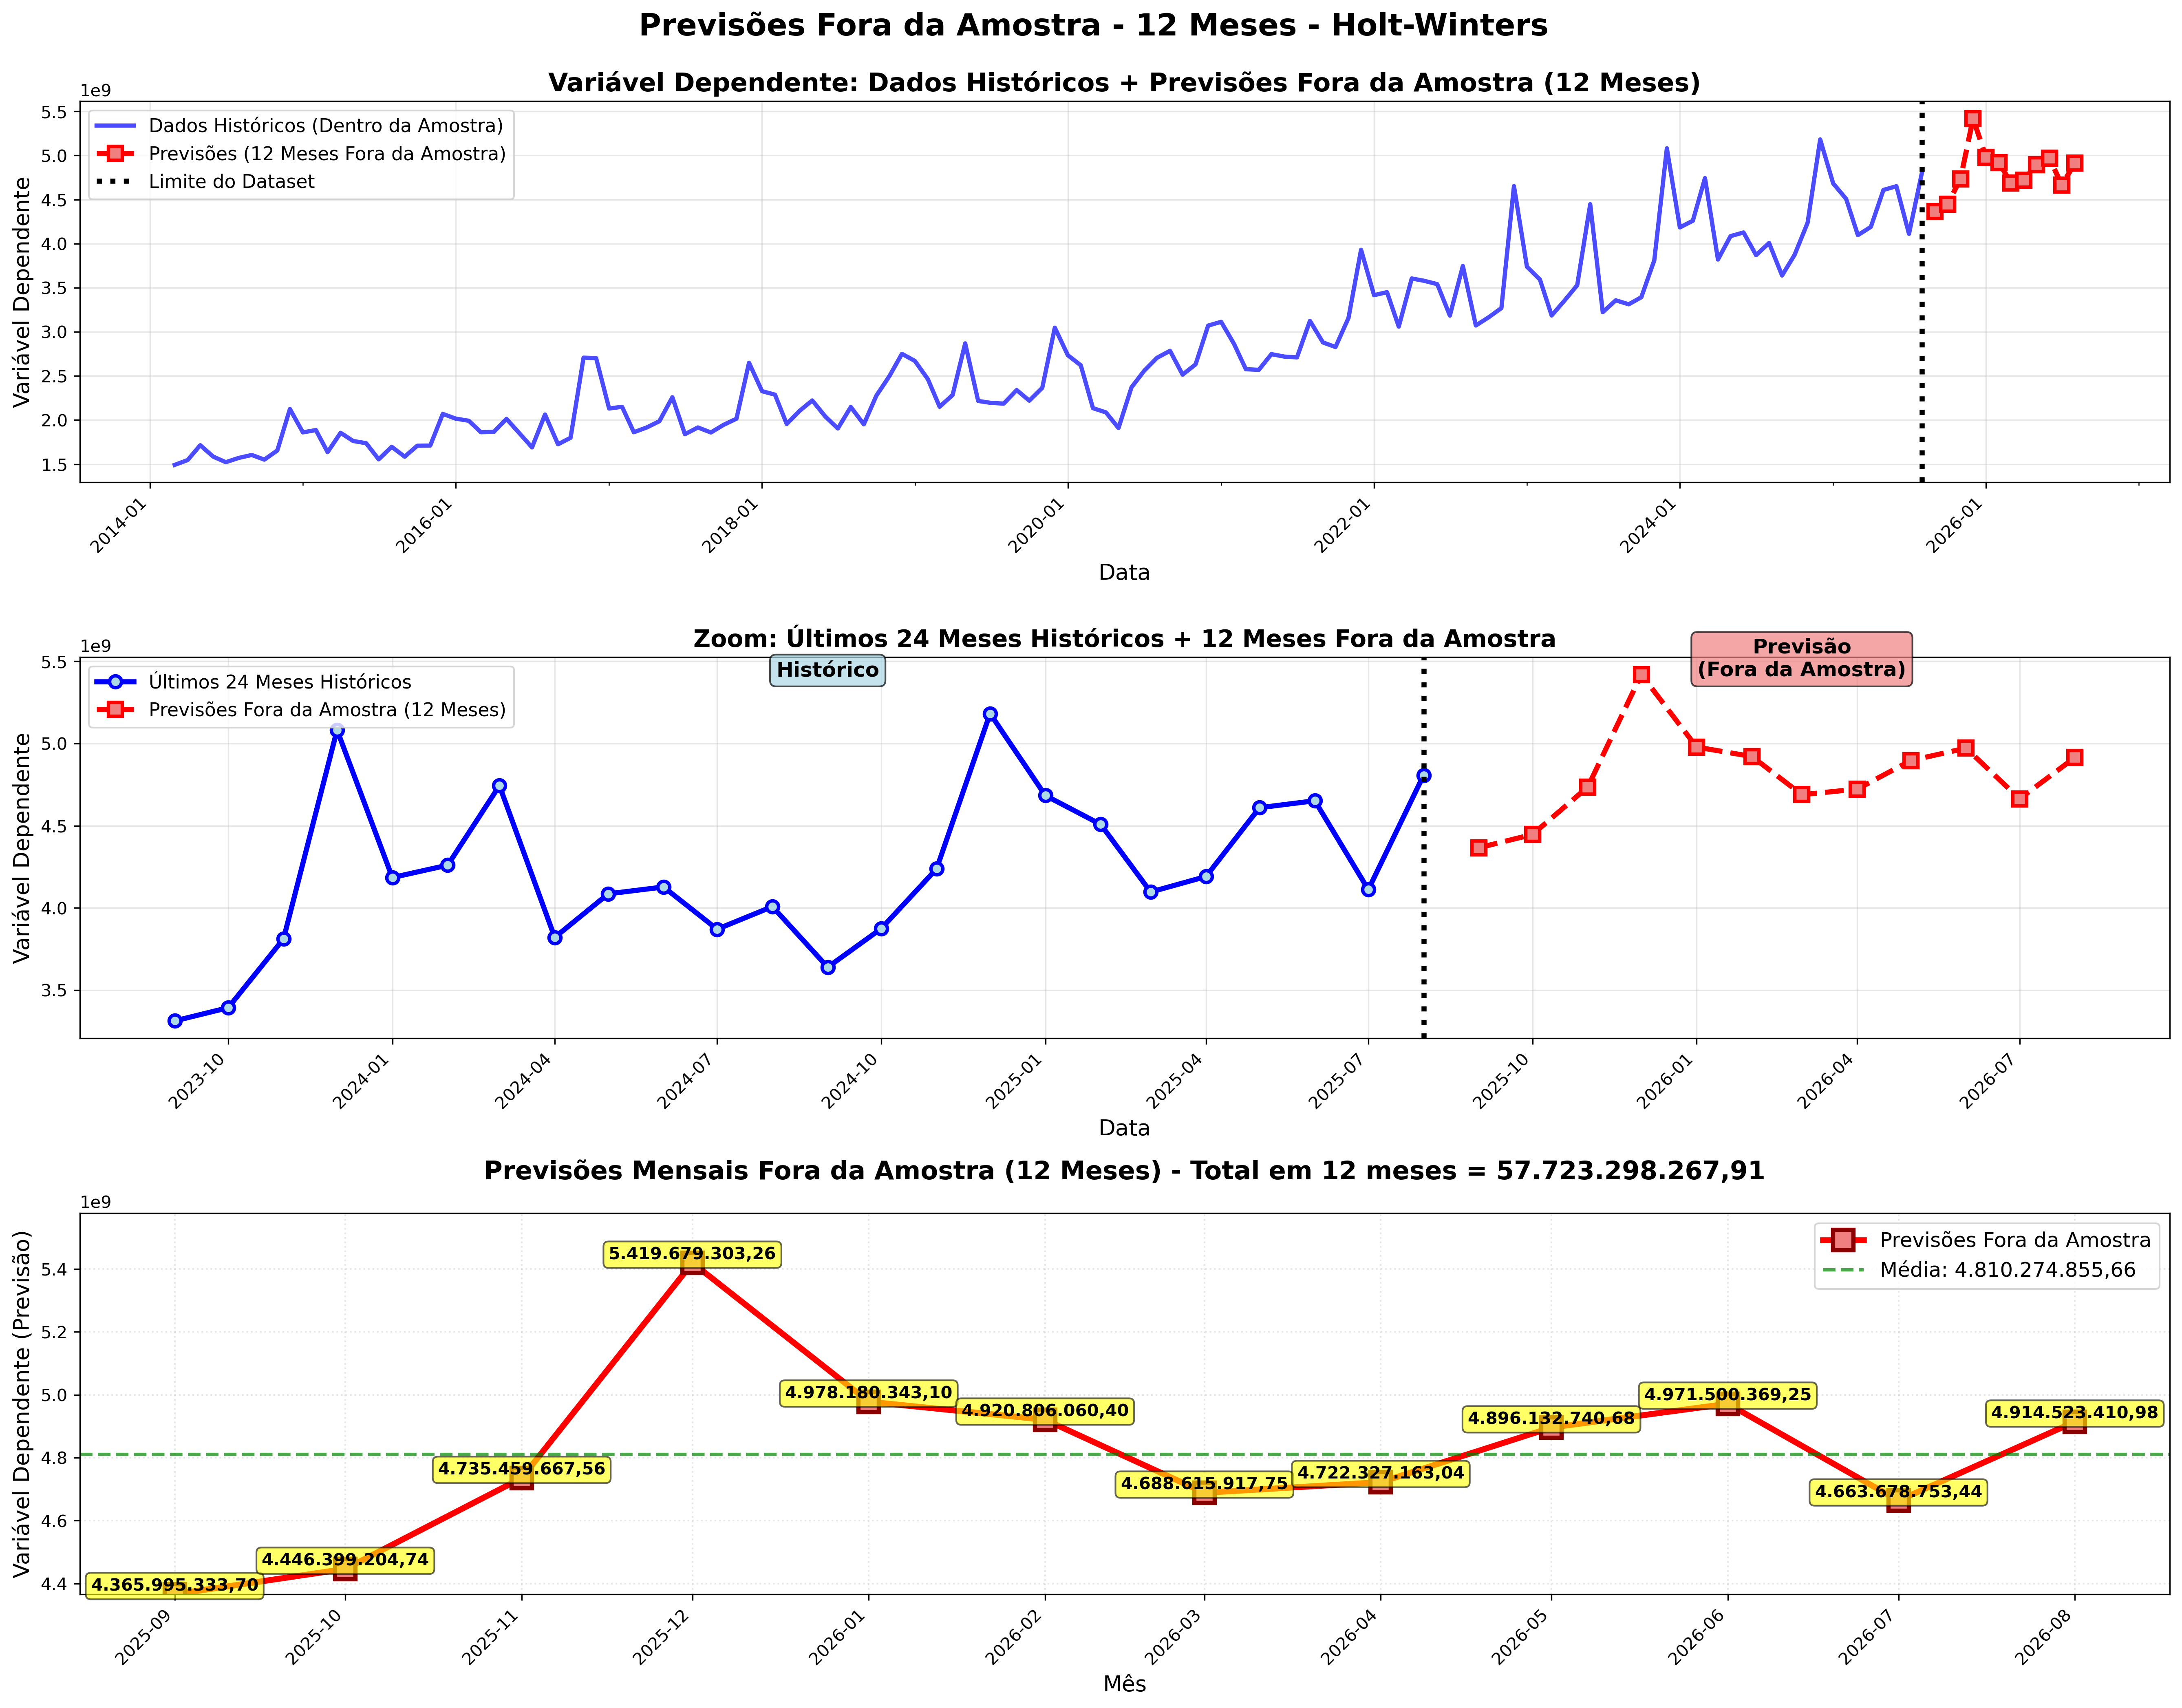 Previsões Fora da Amostra - 12 Meses - Holt-Winters
Variável Dependente: Dados Históricos + Previsões Fora da Amostra (12 Meses)
1e9
Dados Históricos (Dentro da Amostra)
Previsões (12 Meses Fora da Amostra)
Limite do Dataset
Variável Dependente
5.5
5.0
4.5
4.0
3.5
3.0
2.5
2.0
1.5
2014-01
2016-01
2018-01
2020-01
2022-01
2024-01
2026-01
Data
Zoom: Últimos 24 Meses Históricos + 12 Meses Fora da Amostra
1e9
Últimos 24 Meses Históricos
Previsões Fora da Amostra (12 Meses)
Histórico
Previsão
(Fora da Amostra)
Variável Dependente
5.5
5.0
4.5
4.0
3.5
2023-10
2024-01
2024-04
2024-07
2024-10
2025-01
2025-04
2025-07
2025-10
2026-01
2026-04
2026-07
Data
Previsões Mensais Fora da Amostra (12 Meses) - Total em 12 meses = 57.723.298.267,91
1e9
Previsões Fora da Amostra
Média: 4.810.274.855,66
Variável Dependente (Previsão)
5.4
5.2
5.0
4.8
4.6
4.4
4.365.995.333,70
4.446.399.204,74
4.735.459.667,56
5.419.679.303,26
4.978.180.343,10
4.920.806.060,40
4.688.615.917,75
4.722.327.163,04
4.896.132.740,68
4.971.500.369,25
4.663.678.753,44
4.914.523.410,98
2025-09
2025-10
2025-11
2025-12
2026-01
2026-02
2026-03
2026-04
2026-05
2026-06
2026-07
2026-08
Mês